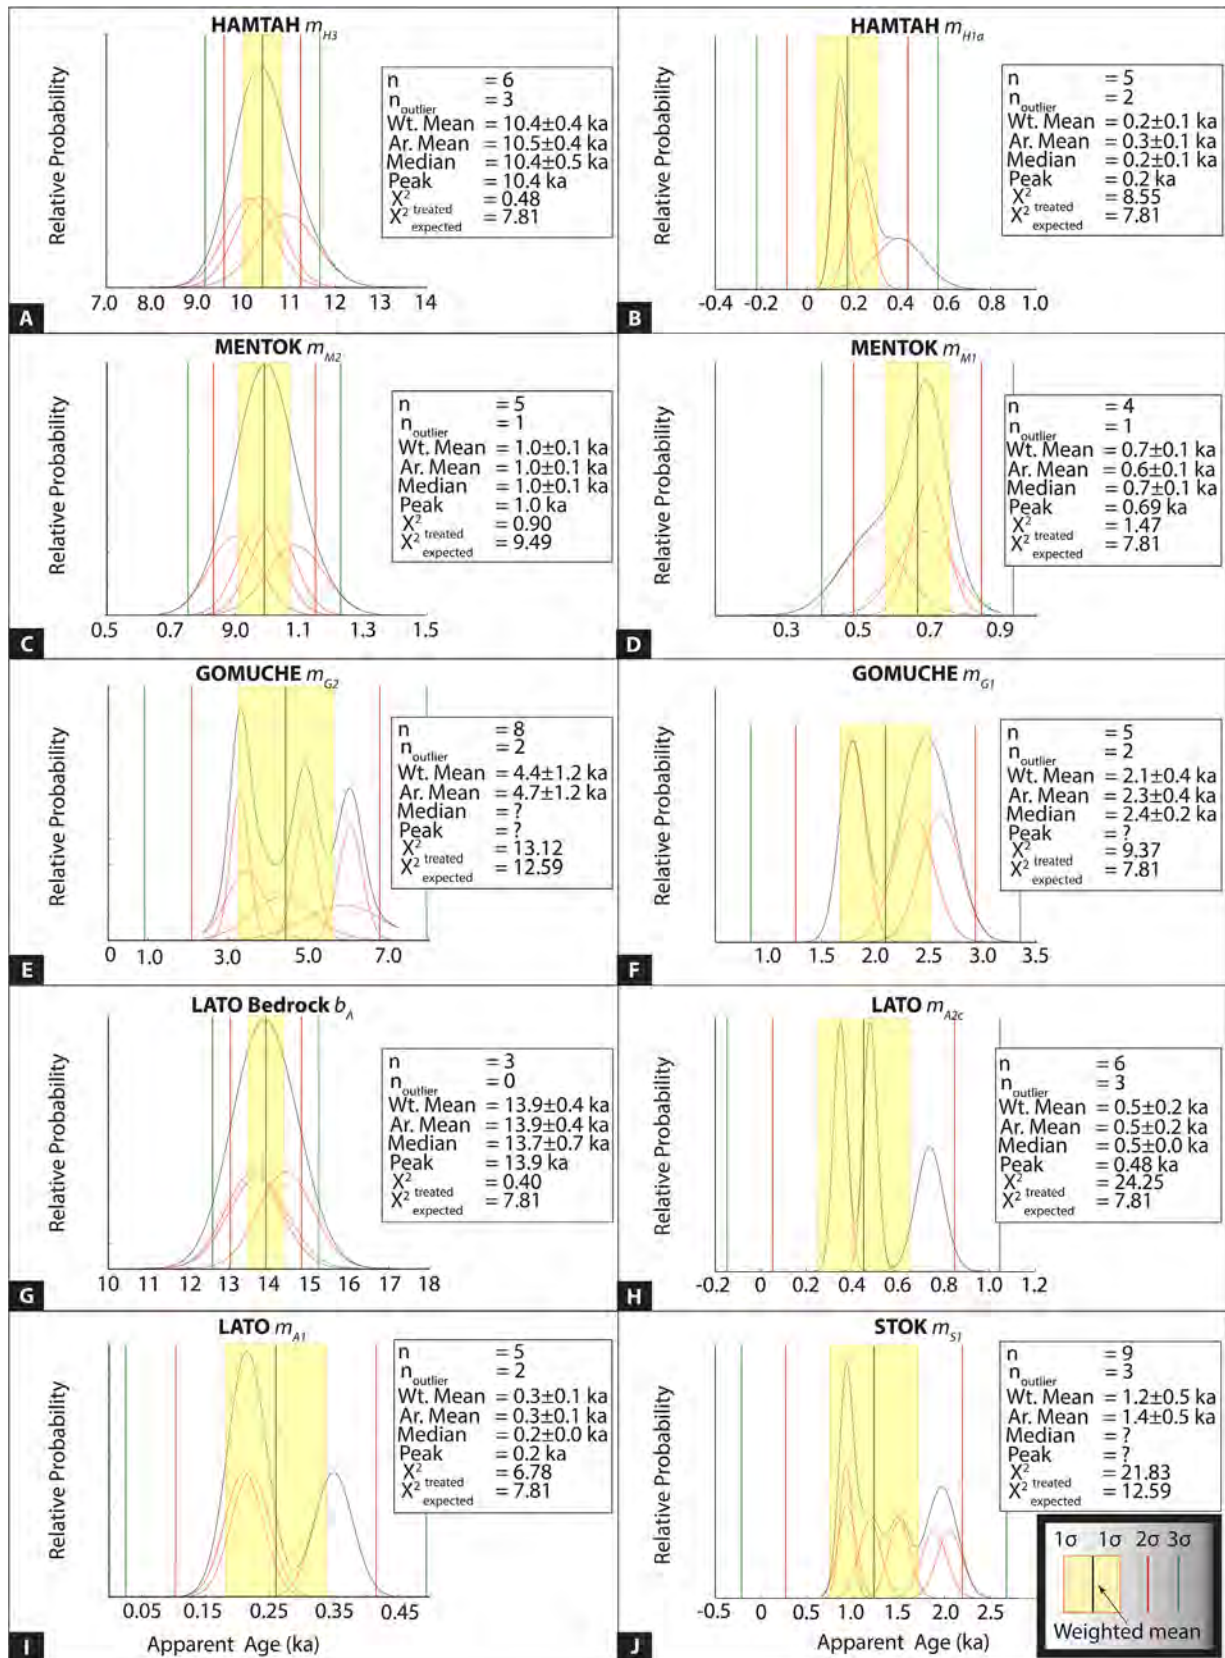 HAMTAH m_H3
Relative Probability
n = 6
n_outlier = 3
Wt. Mean = 10.4±0.4 ka
Ar. Mean = 10.5±0.4 ka
Median = 10.4±0.5 ka
Peak = 10.4 ka
X² treated = 0.48
X² expected = 7.81
7.0 8.0 9.0 10 11 12 13 14
A
HAMTAH m_H1a
Relative Probability
n = 5
n_outlier = 2
Wt. Mean = 0.2±0.1 ka
Ar. Mean = 0.3±0.1 ka
Median = 0.2±0.1 ka
Peak = 0.2 ka
X² treated = 8.55
X² expected = 7.81
-0.4 -0.2 0 0.2 0.4 0.6 0.8 1.0
B
MENTOK m_M2
Relative Probability
n = 5
n_outlier = 1
Wt. Mean = 1.0±0.1 ka
Ar. Mean = 1.0±0.1 ka
Median = 1.0±0.1 ka
Peak = 1.0 ka
X² treated = 0.90
X² expected = 9.49
0.5 0.7 9.0 1.1 1.3 1.5
C
MENTOK m_M1
Relative Probability
n = 4
n_outlier = 1
Wt. Mean = 0.7±0.1 ka
Ar. Mean = 0.6±0.1 ka
Median = 0.7±0.1 ka
Peak = 0.69 ka
X² treated = 1.47
X² expected = 7.81
0.3 0.5 0.7 0.9
D
GOMUCHE m_G2
Relative Probability
n = 8
n_outlier = 2
Wt. Mean = 4.4±1.2 ka
Ar. Mean = 4.7±1.2 ka
Median = ?
Peak = ?
X² treated = 13.12
X² expected = 12.59
0 1.0 3.0 5.0 7.0
E
GOMUCHE m_G1
Relative Probability
n = 5
n_outlier = 2
Wt. Mean = 2.1±0.4 ka
Ar. Mean = 2.3±0.4 ka
Median = 2.4±0.2 ka
Peak = ?
X² treated = 9.37
X² expected = 7.81
1.0 1.5 2.0 2.5 3.0 3.5
F
LATO Bedrock b_A
Relative Probability
n = 3
n_outlier = 0
Wt. Mean = 13.9±0.4 ka
Ar. Mean = 13.9±0.4 ka
Median = 13.7±0.7 ka
Peak = 13.9 ka
X² treated = 0.40
X² expected = 7.81
10 11 12 13 14 15 16 17 18
G
LATO m_A2c
Relative Probability
n = 6
n_outlier = 3
Wt. Mean = 0.5±0.2 ka
Ar. Mean = 0.5±0.2 ka
Median = 0.5±0.0 ka
Peak = 0.48 ka
X² treated = 24.25
X² expected = 7.81
-0.2 0 0.2 0.4 0.6 0.8 1.0 1.2
H
LATO m_A1
Relative Probability
n = 5
n_outlier = 2
Wt. Mean = 0.3±0.1 ka
Ar. Mean = 0.3±0.1 ka
Median = 0.2±0.0 ka
Peak = 0.2 ka
X² treated = 6.78
X² expected = 7.81
0.05 0.15 0.25 0.35 0.45
I
Apparent Age (ka)
STOK m_S1
Relative Probability
n = 9
n_outlier = 3
Wt. Mean = 1.2±0.5 ka
Ar. Mean = 1.4±0.5 ka
Median = ?
Peak = ?
X² treated = 21.83
X² expected = 12.59
-0.5 0 0.5 1.0 1.5 2.0 2.5
J
Apparent Age (ka)
1σ 1σ 2σ 3σ
Weighted mean